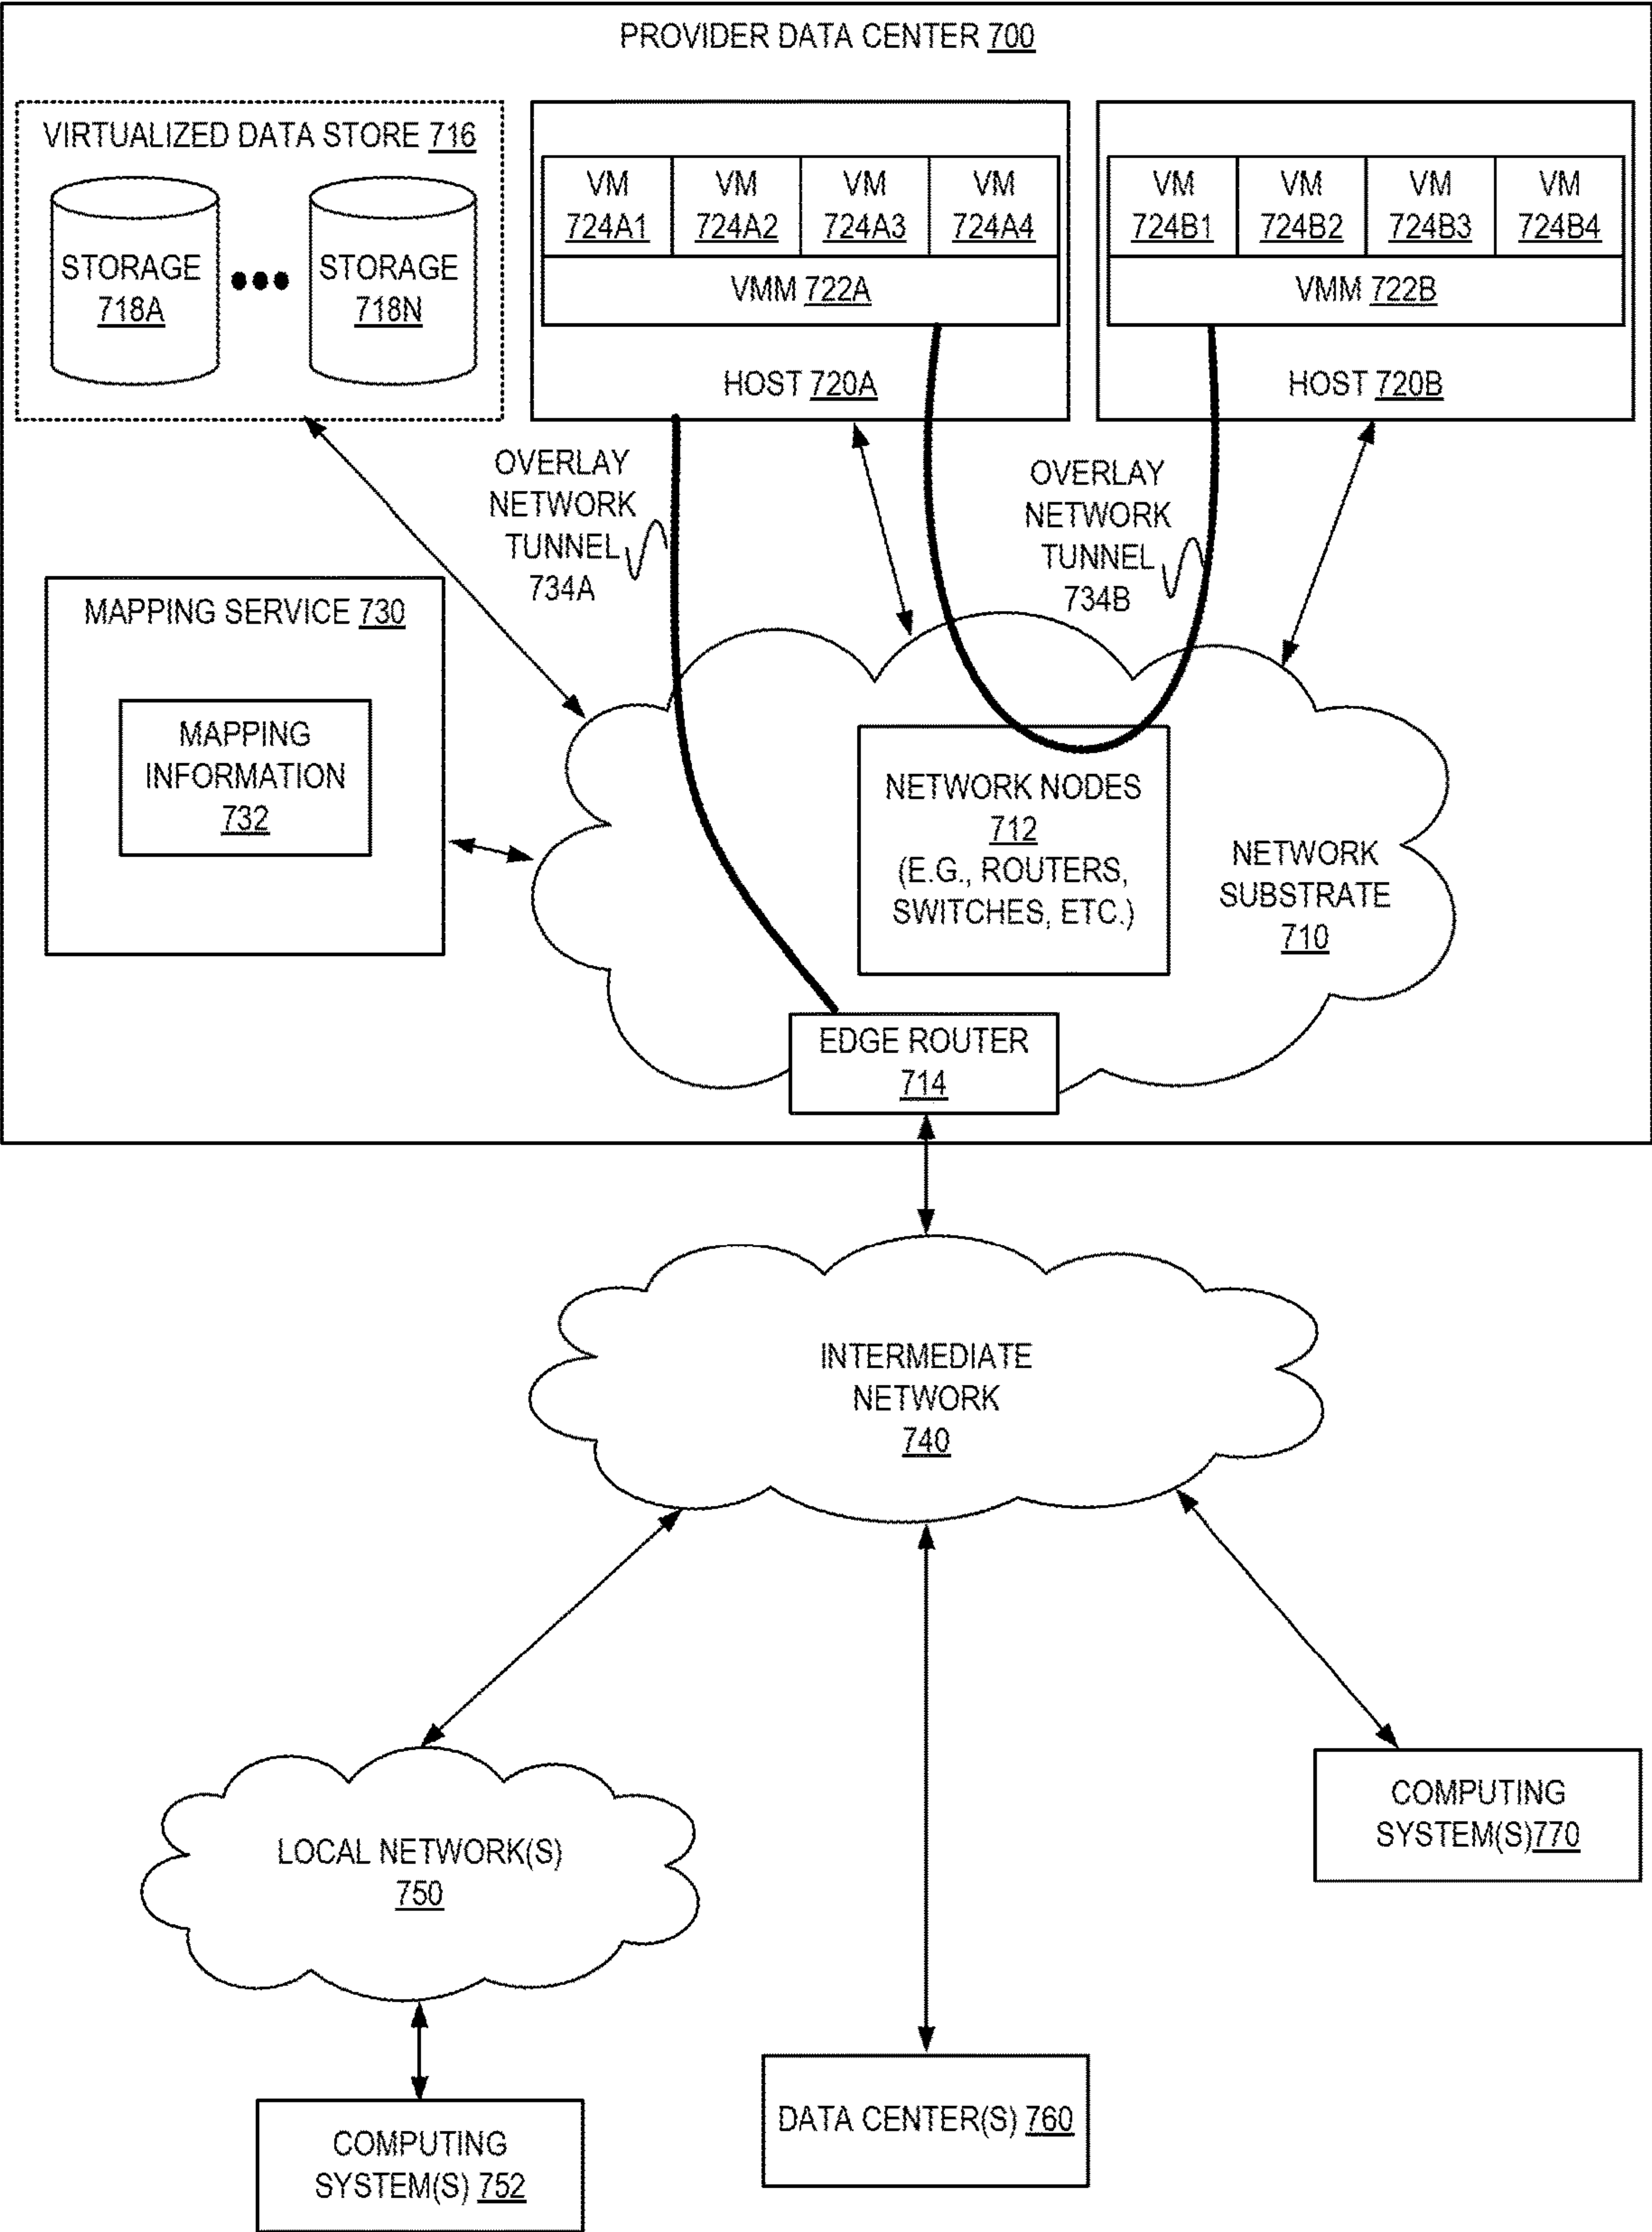 PROVIDER DATA CENTER 700
VIRTUALIZED DATA STORE 716
STORAGE
718A
STORAGE
718N
VM
724A1
VM
724A2
VM
724A3
VM
724A4
VMM 722A
HOST 720A
VM
724B1
VM
724B2
VM
724B3
VM
724B4
VMM 722B
HOST 720B
OVERLAY
NETWORK
TUNNEL
734A
OVERLAY
NETWORK
TUNNEL
734B
MAPPING SERVICE 730
MAPPING
INFORMATION
732
NETWORK NODES
712
(E.G., ROUTERS,
SWITCHES, ETC.)
NETWORK
SUBSTRATE
710
EDGE ROUTER
714
INTERMEDIATE
NETWORK
740
LOCAL NETWORK(S)
750
COMPUTING
SYSTEM(S)770
DATA CENTER(S) 760
COMPUTING
SYSTEM(S) 752